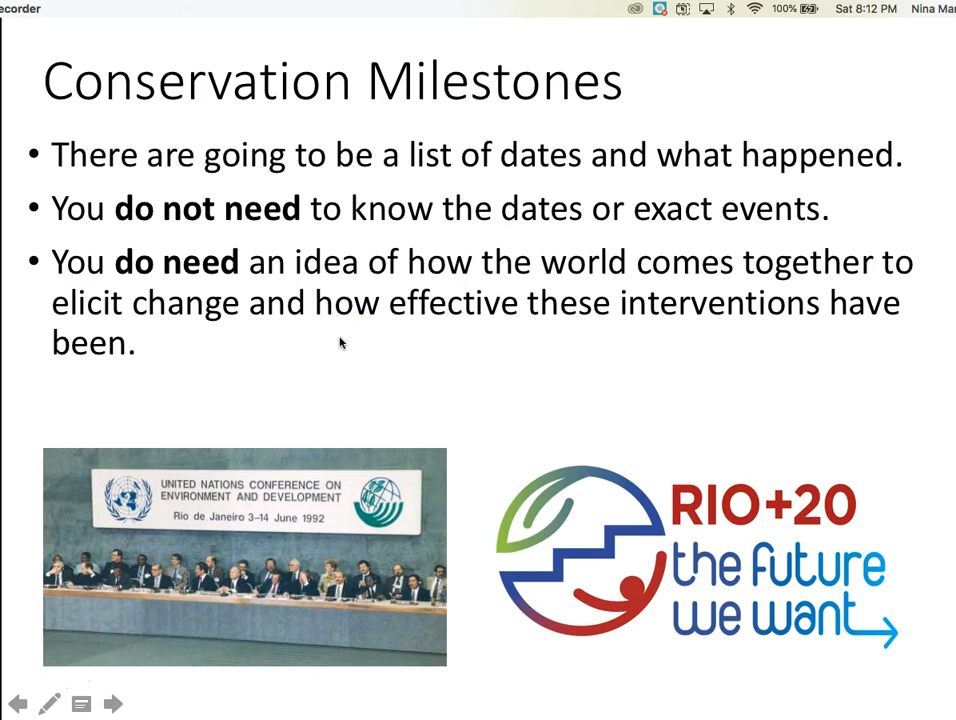 ecorder
100%
Sat 8:12 PM
Nina Mar
Conservation Milestones
• There are going to be a list of dates and what happened.
• You do not need to know the dates or exact events.
• You do need an idea of how the world comes together to
elicit change and how effective these interventions have
been.
UNITED NATIONS CONFERENCE ON
ENVIRONMENT AND DEVELOPMENT
Rio de Janeiro 3–14 June 1992
RIO+20
the future
we want